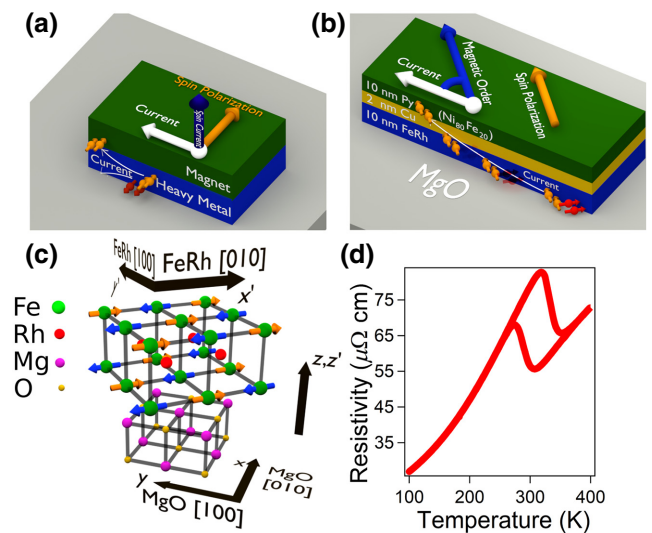 (a)
Spin Polarization
Current
Spin Current
Magnet
Current
Heavy Metal
(b)
Magnetic Order
Spin Polarization
Current
10 nm Py (Ni80Fe20)
2 nm Cu
10 nm FeRh
Current
MgO
(c)
FeRh [100]
FeRh [010]
y'
x'
Fe
Rh
Mg
O
z,z'
x
y
MgO [010]
MgO [100]
(d)
Resistivity (μΩ cm)
75
65
55
45
35
100
200
300
400
Temperature (K)